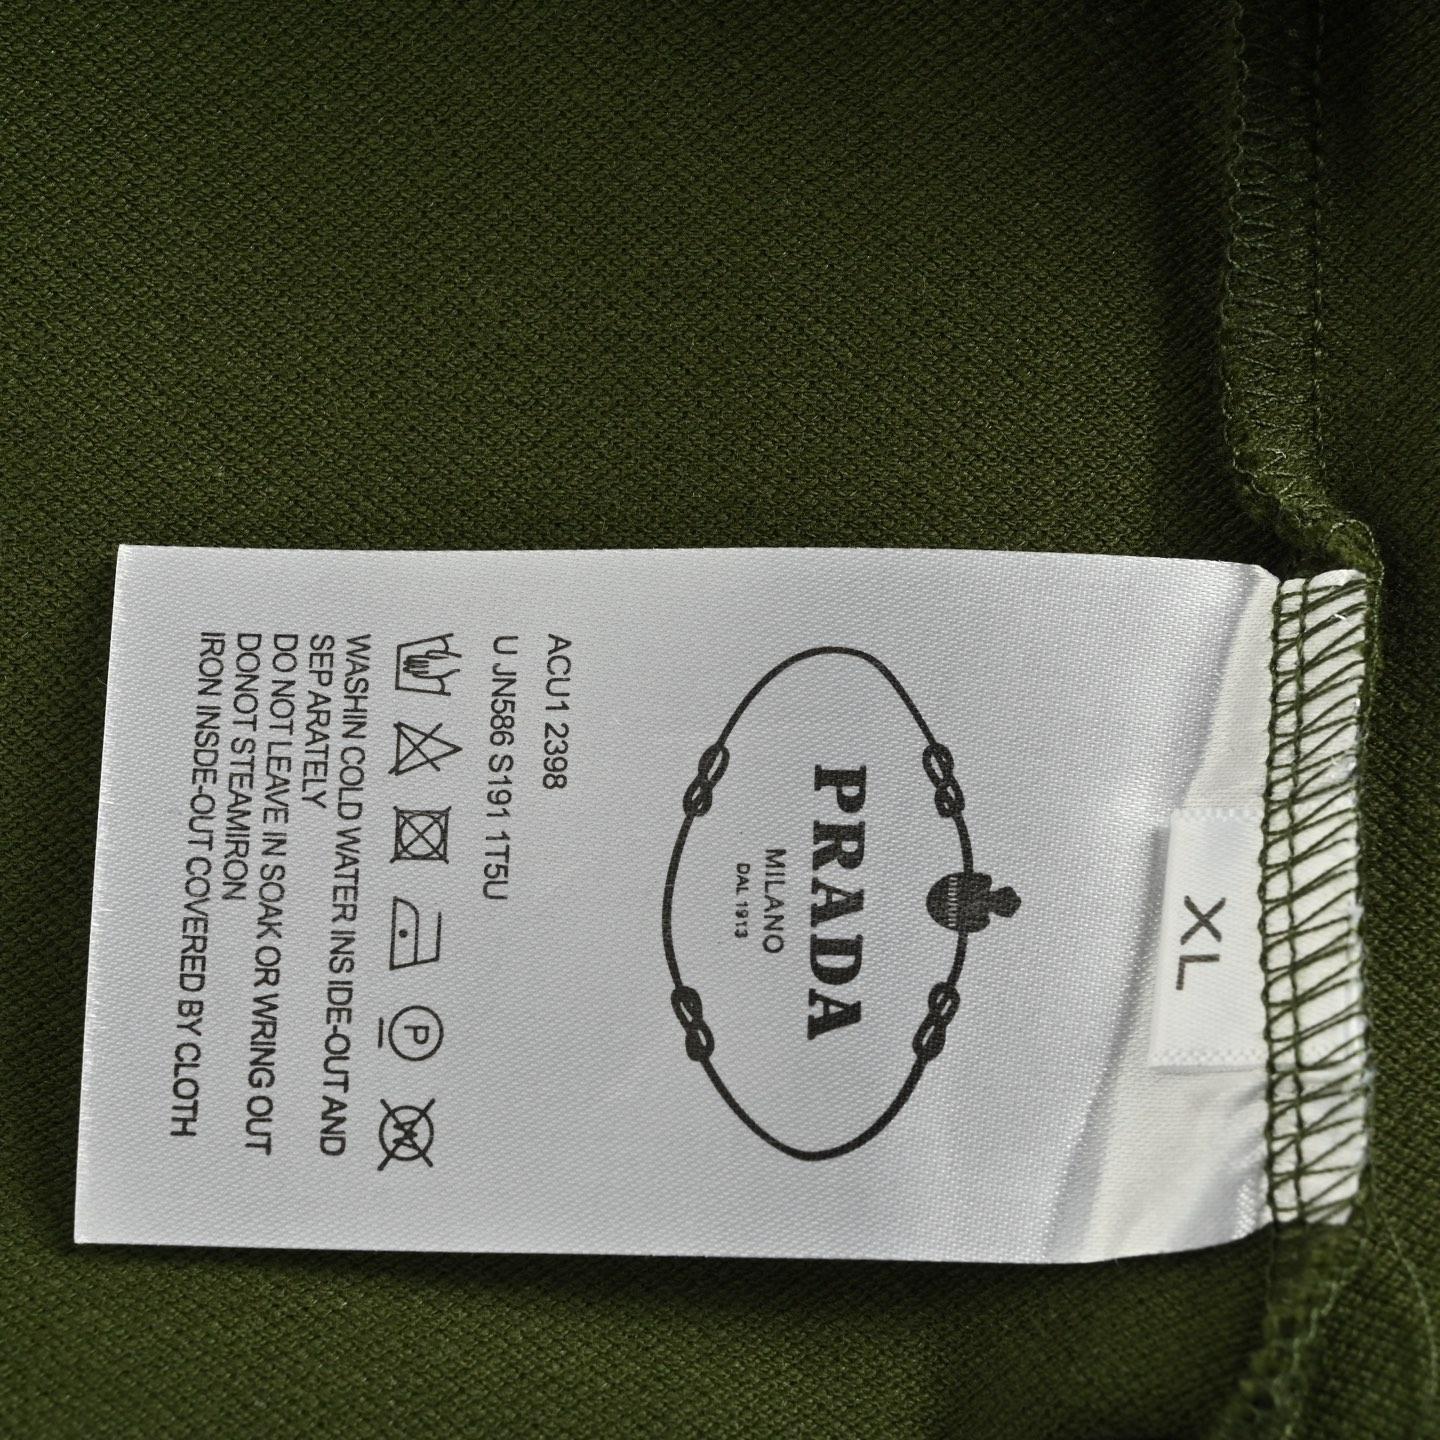 XL
PRADA
MILANO
DAL 1913
ACU1 2398
U JN586 S191 1T5U
P
WASHIN COLD WATER INS IDE-OUT AND
SEP ARATELY
DO NOT LEAVE IN SOAK OR WRING OUT
DONOT STEAMIRON
IRON INSDE-OUT COVERED BY CLOTH